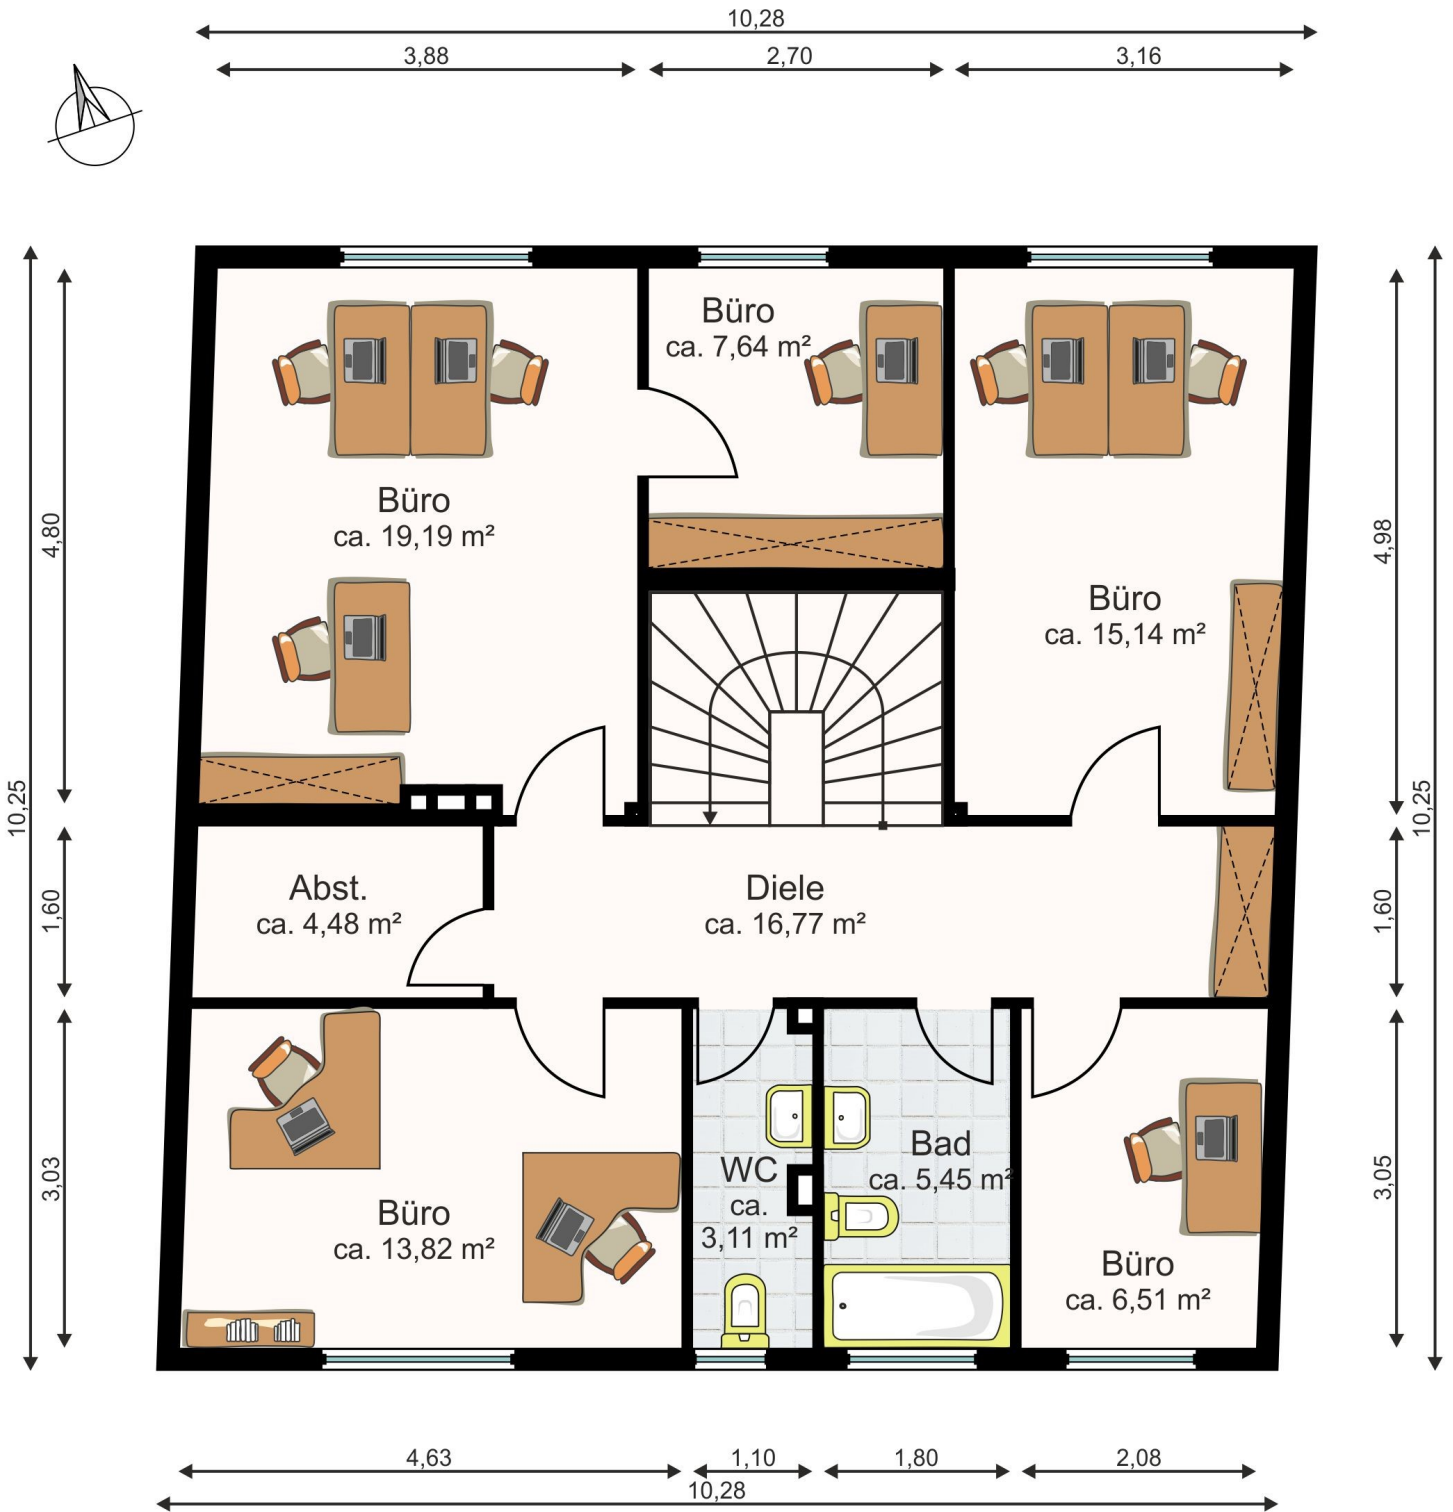 10,28
3,88
2,70
3,16
Büro
ca. 7,64 m²
Büro
ca. 19,19 m²
Büro
ca. 15,14 m²
4,80
4,98
10,25
10,25
Abst.
ca. 4,48 m²
Diele
ca. 16,77 m²
1,60
1,60
Büro
ca. 13,82 m²
WC
ca.
3,11 m²
Bad
ca. 5,45 m²
Büro
ca. 6,51 m²
3,03
3,05
4,63
1,10
1,80
2,08
10,28